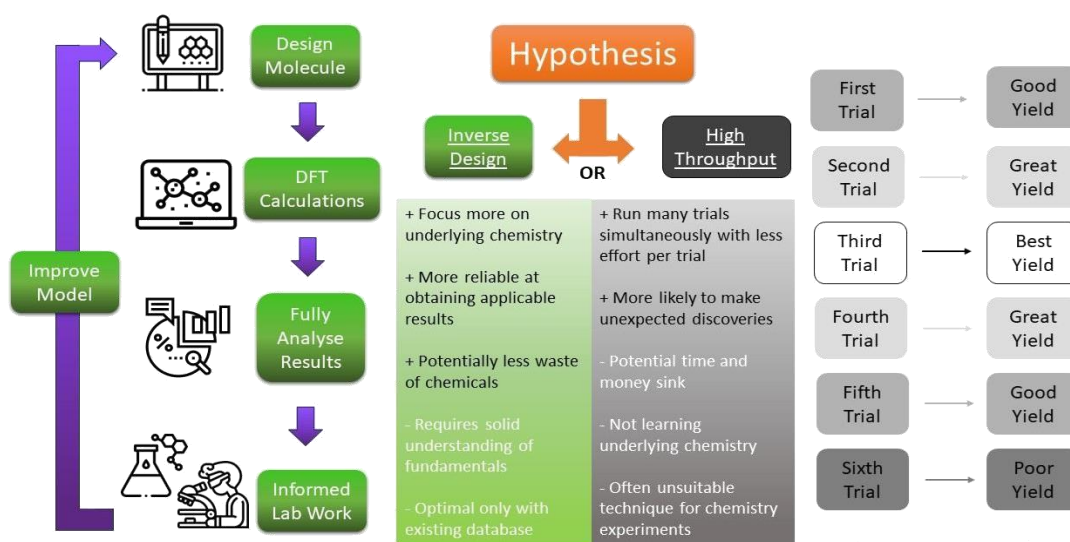 Design
Molecule
DFT
Calculations
Fully
Analyse
Results
Informed
Lab Work
Improve
Model
Hypothesis
Inverse
Design
OR
High
Throughput
+ Focus more on
underlying chemistry
+ More reliable at
obtaining applicable
results
+ Potentially less waste
of chemicals
- Requires solid
understanding of
fundamentals
- Optimal only with
existing database
+ Run many trials
simultaneously with less
effort per trial
+ More likely to make
unexpected discoveries
- Potential time and
money sink
- Not learning
underlying chemistry
- Often unsuitable
technique for chemistry
experiments
First
Trial
Good
Yield
Second
Trial
Great
Yield
Third
Trial
Best
Yield
Fourth
Trial
Great
Yield
Fifth
Trial
Good
Yield
Sixth
Trial
Poor
Yield
%